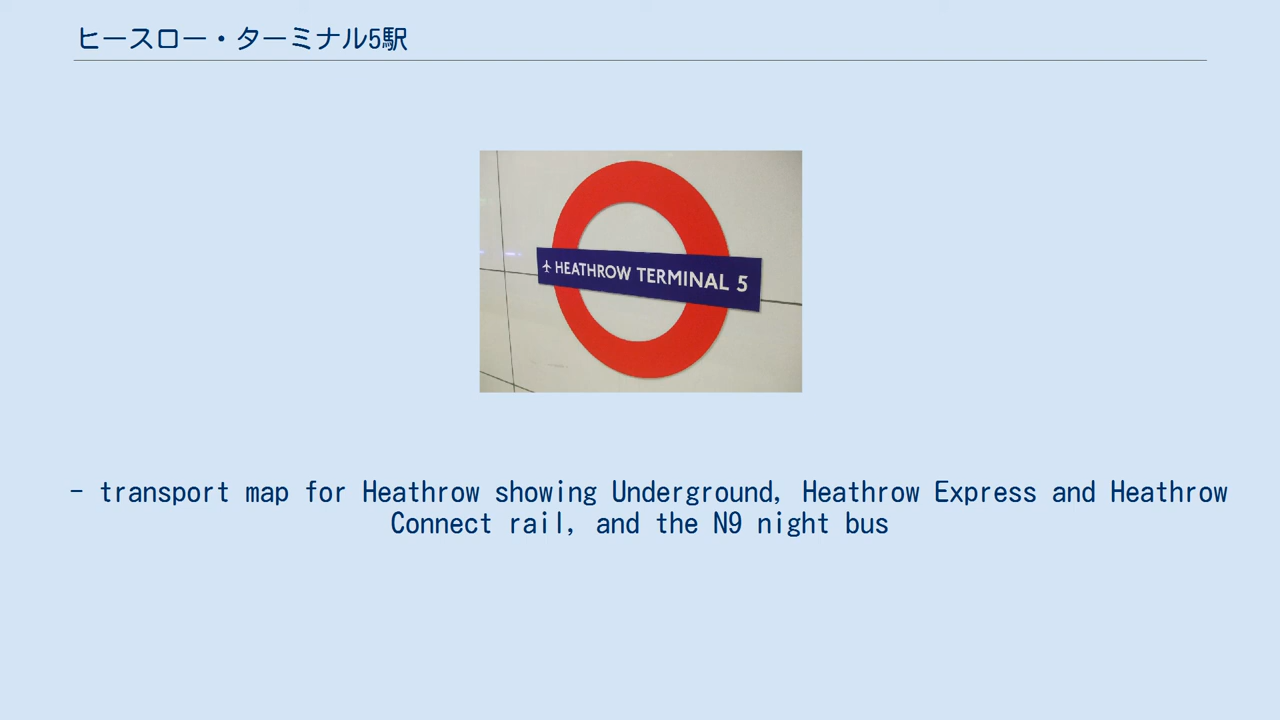 ヒースロー・ターミナル5駅
HEATHROW TERMINAL 5
- transport map for Heathrow showing Underground, Heathrow Express and Heathrow
Connect rail, and the N9 night bus